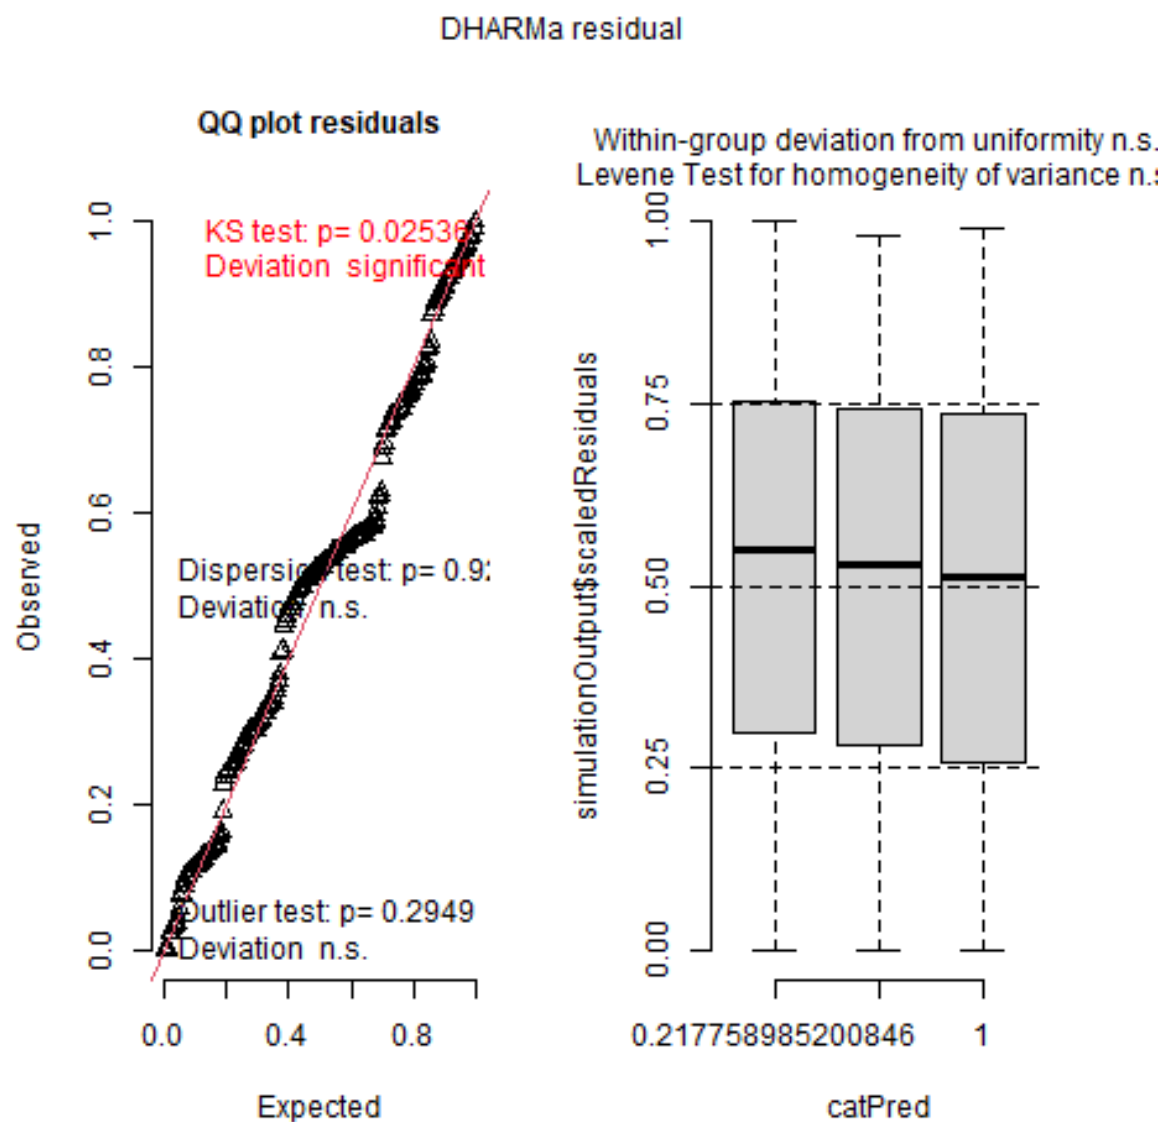 DHARMa residual
QQ plot residuals
KS test: p= 0.02536
Deviation significant
Dispersion test: p= 0.92
Deviation n.s.
Outlier test: p= 0.2949
Deviation n.s.
Observed
0.0 0.2 0.4 0.6 0.8 1.0
0.0 0.4 0.8
Expected
Within-group deviation from uniformity n.s.
Levene Test for homogeneity of variance n.s
simulationOutput$scaledResiduals
0.00 0.25 0.50 0.75 1.00
0.217758985200846 1
catPred